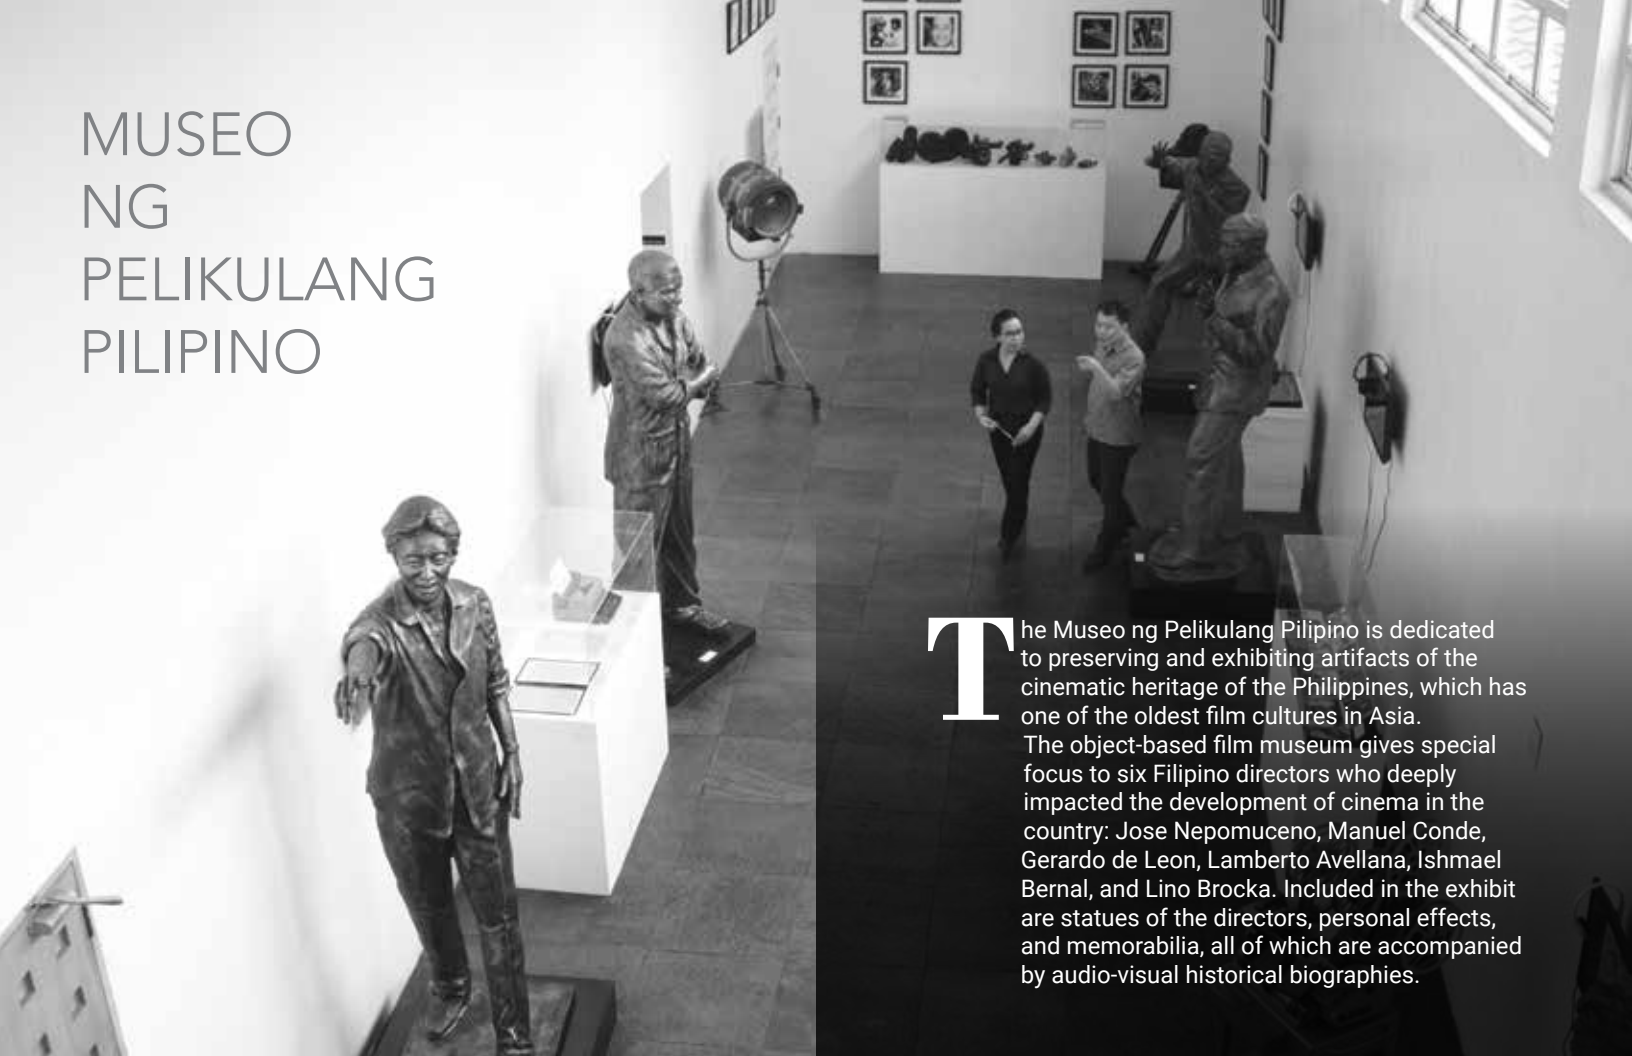 MUSEO
NG
PELIKULANG
PILIPINO
The Museo ng Pelikulang Pilipino is dedicated
to preserving and exhibiting artifacts of the
cinematic heritage of the Philippines, which has
one of the oldest film cultures in Asia.
The object-based film museum gives special
focus to six Filipino directors who deeply
impacted the development of cinema in the
country: Jose Nepomuceno, Manuel Conde,
Gerardo de Leon, Lamberto Avellana, Ishmael
Bernal, and Lino Brocka. Included in the exhibit
are statues of the directors, personal effects,
and memorabilia, all of which are accompanied
by audio-visual historical biographies.